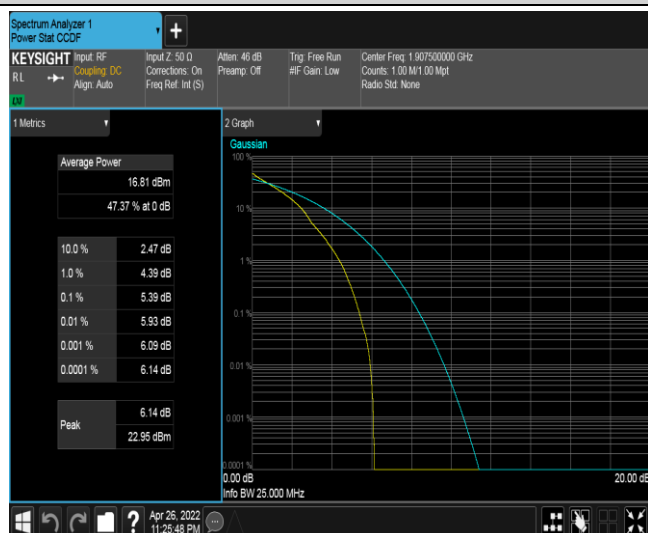 Spectrum Analyzer 1
Power Stat CCDF
+
KEYSIGHT
RL
LXI
Input: RF
Coupling: DC
Align: Auto
Input Z: 50 Ω
Corrections: On
Freq Ref: Int (S)
Atten: 46 dB
Preamp: Off
Trig: Free Run
#IF Gain: Low
Center Freq: 1.907500000 GHz
Counts: 1.00 M/1.00 Mpt
Radio Std: None
1 Metrics
Average Power
16.81 dBm
47.37 % at 0 dB
10.0 % 2.47 dB
1.0 % 4.39 dB
0.1 % 5.39 dB
0.01 % 5.93 dB
0.001 % 6.09 dB
0.0001 % 6.14 dB
Peak
6.14 dB
22.95 dBm
2 Graph
Gaussian
100 %
10 %
1 %
0.1 %
0.01 %
0.001 %
0.0001 %
0.00 dB
20.00 dB
Info BW 25.000 MHz
?
Apr 26, 2022
11:25:48 PM